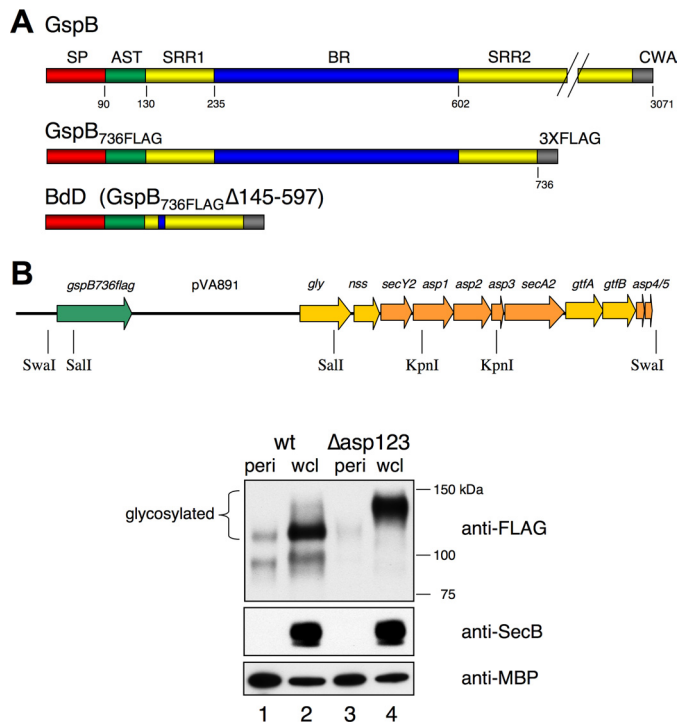 A
GspB
SP AST SRR1 BR SRR2 CWA
90 130 235 602 3071
GspB736FLAG 3XFLAG
736
BdD (GspB736FLAGΔ145-597)
B
gspB736flag pVA891 gly nss secY2 asp1 asp2 asp3 secA2 gtfA gtfB asp4/5
SwaI SalI SalI KpnI KpnI SwaI
wt Δasp123
peri wcl peri wcl
150 kDa
glycosylated
anti-FLAG
100
75
anti-SecB
anti-MBP
1 2 3 4